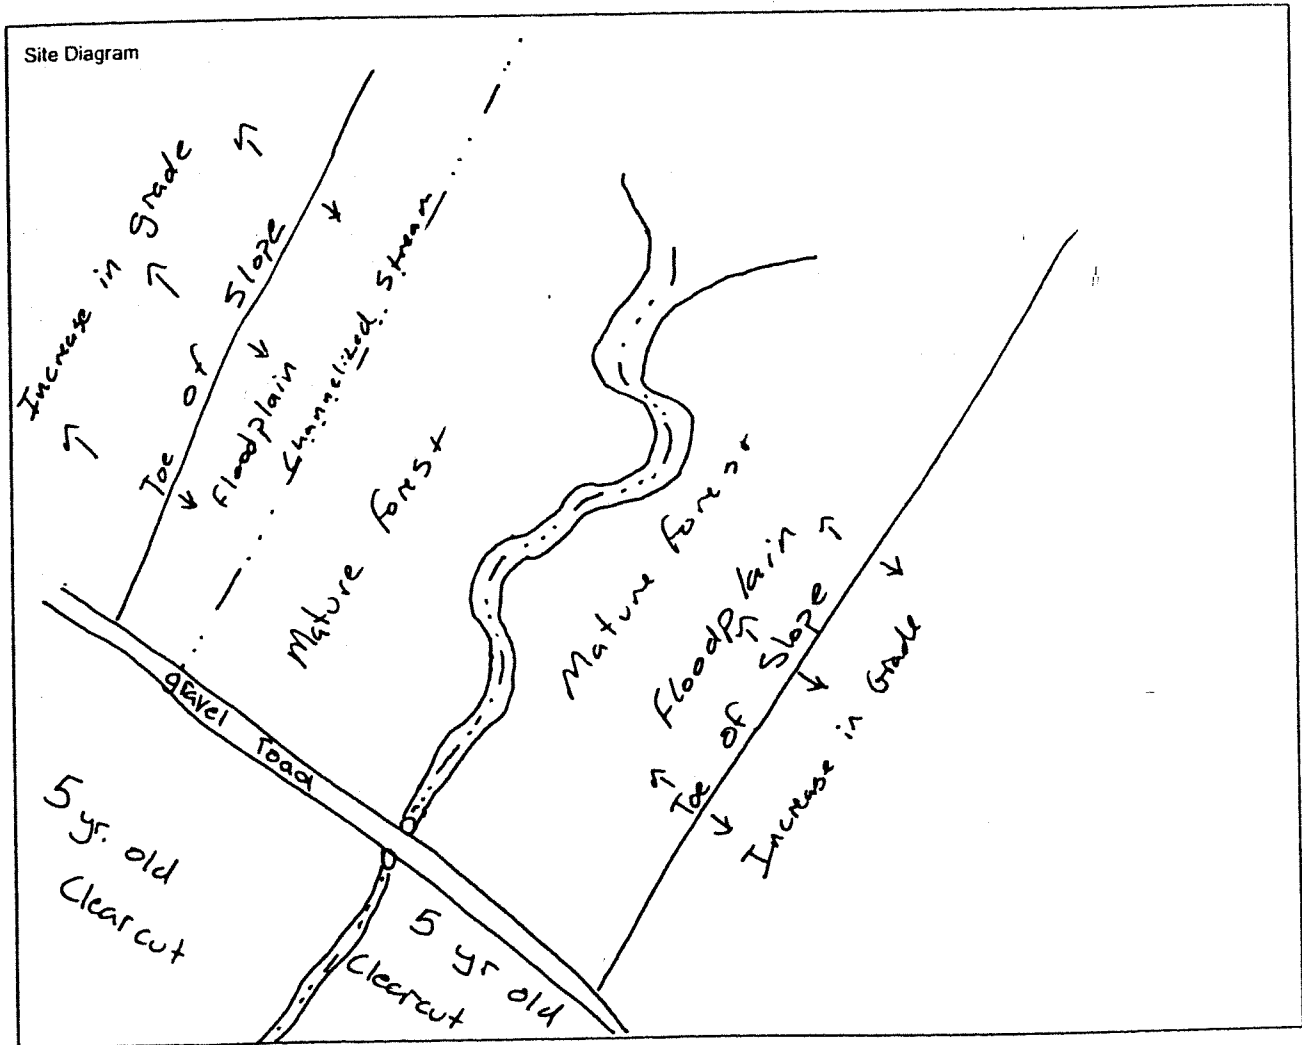 Site Diagram
Increase in grade
Toe of Slope
Floodplain
Channelized Stream
Mature Forest
Mature Forest
Floodplain
Toe of Slope
Increase in Grade
gravel road
5 yr. old
Clearcut
5 yr old
Clearcut